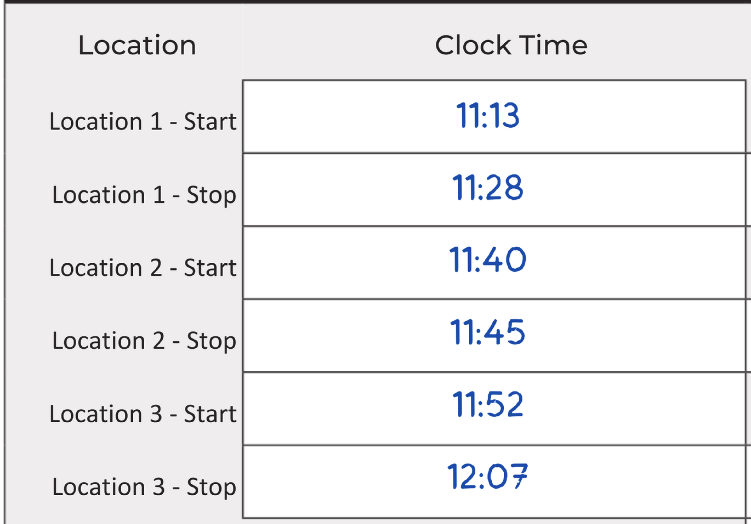 Location Clock Time
Location 1 - Start 11:13
Location 1 - Stop 11:28
Location 2 - Start 11:40
Location 2 - Stop 11:45
Location 3 - Start 11:52
Location 3 - Stop 12:07